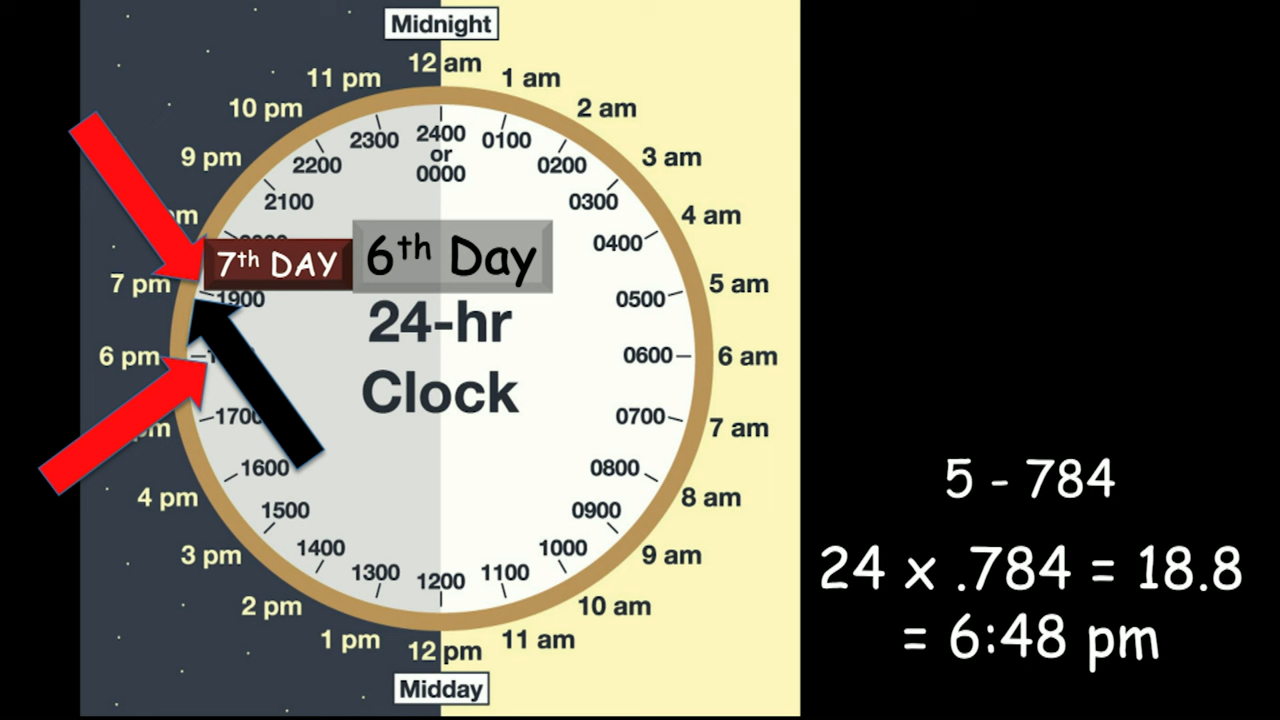 Midnight
12 am
11 pm
1 am
10 pm
2 am
9 pm
3 am
4 am
7 pm
5 am
6 pm
6 am
7 am
4 pm
8 am
3 pm
9 am
2 pm
10 am
1 pm
11 am
12 pm
Midday
2400
or
0000
2300
0100
2200
0200
2100
0300
0400
1900
0500
0600
0700
1600
0800
1500
0900
1400
1000
1300
1100
1200
7th DAY
6th Day
24-hr
Clock
5 - 784
24 x .784 = 18.8
= 6:48 pm